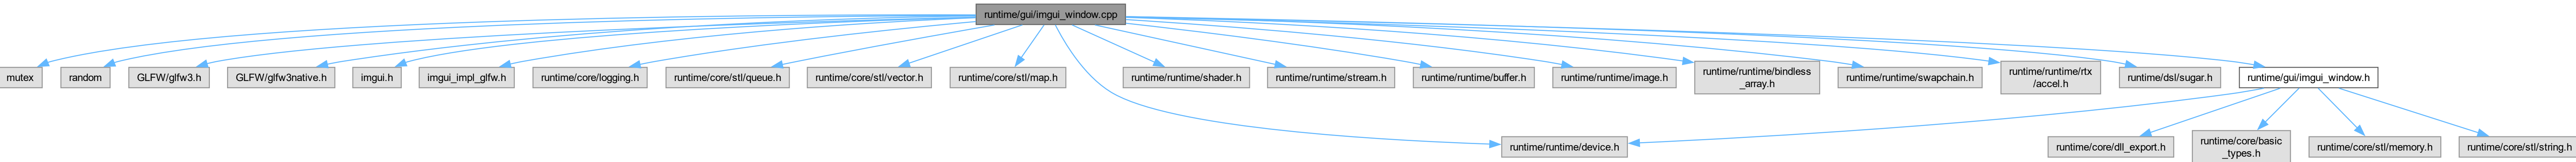 runtime/gui/imgui_window.cpp
mutex
random
GLFW/glfw3.h
GLFW/glfw3native.h
imgui.h
imgui_impl_glfw.h
runtime/core/logging.h
runtime/core/stl/queue.h
runtime/core/stl/vector.h
runtime/core/stl/map.h
runtime/runtime/shader.h
runtime/runtime/stream.h
runtime/runtime/buffer.h
runtime/runtime/image.h
runtime/runtime/bindless
_array.h
runtime/runtime/swapchain.h
runtime/runtime/rtx
/accel.h
runtime/dsl/sugar.h
runtime/gui/imgui_window.h
runtime/runtime/device.h
runtime/core/dll_export.h
runtime/core/basic
_types.h
runtime/core/stl/memory.h
runtime/core/stl/string.h